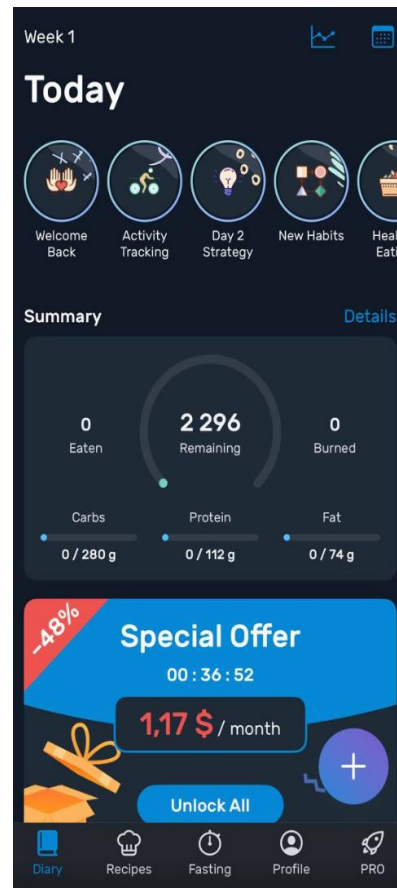 Week 1
Today
Welcome
Back
Activity
Tracking
Day 2
Strategy
New Habits
Summary
Details
0
Eaten
2 296
Remaining
0
Burned
Carbs
Protein
Fat
0 / 280 g
0 / 112 g
0 / 74 g
-48%
Special Offer
00 : 36 : 52
1,17 $ / month
Unlock All
Diary
Recipes
Fasting
Profile
PRO